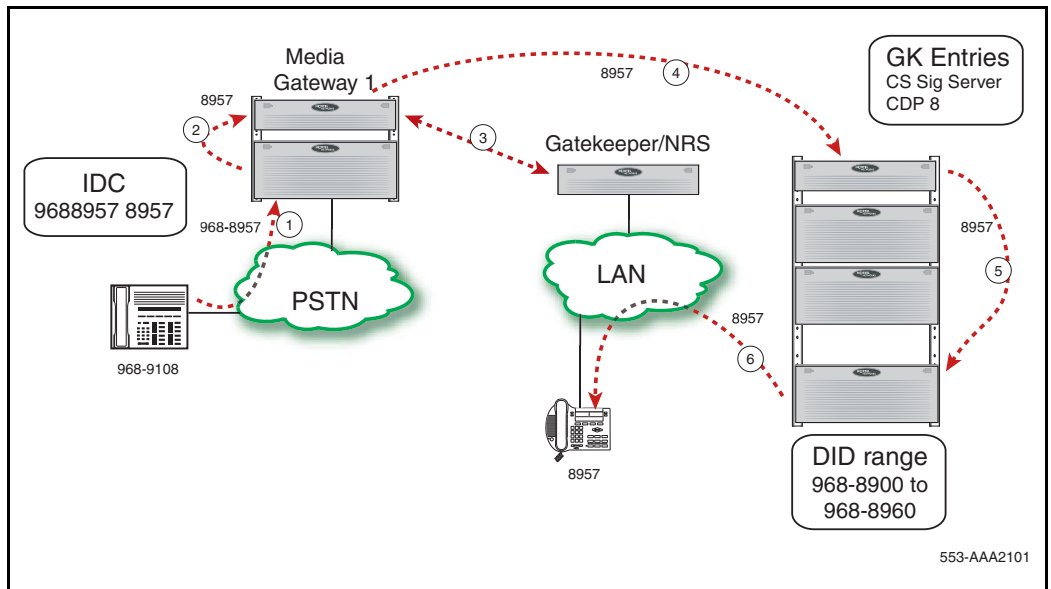 Media
Gateway 1
8957
2
IDC
9688957 8957
968-8957
1
PSTN
968-9108
3
Gatekeeper/NRS
LAN
8957
4
GK Entries
CS Sig Server
CDP 8
8957
5
8957
6
8957
DID range
968-8900 to
968-8960
553-AAA2101